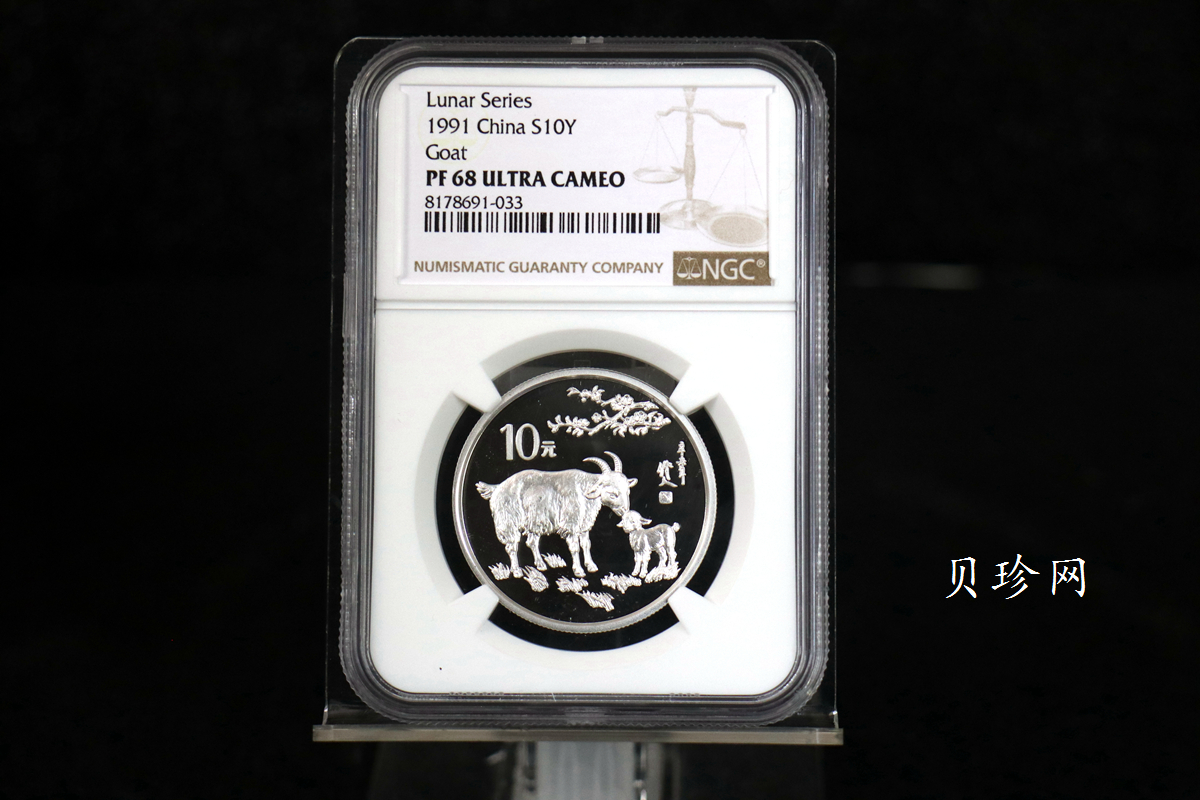 Lunar Series
1991 China S10Y
Goat
PF 68 ULTRA CAMEO
8178691-033
NUMISMATIC GUARANTY COMPANY
NGC®
10元
贝珍网